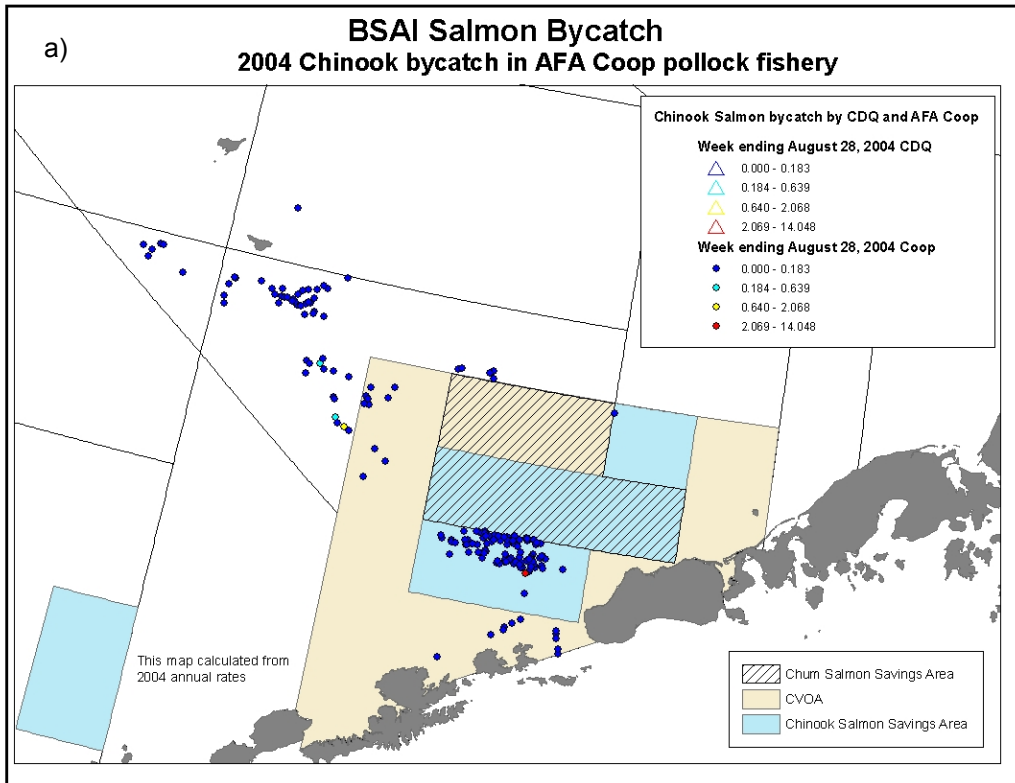 a)
BSAI Salmon Bycatch
2004 Chinook bycatch in AFA Coop pollock fishery
Chinook Salmon bycatch by CDQ and AFA Coop
Week ending August 28, 2004 CDQ
0.000 - 0.183
0.184 - 0.639
0.640 - 2.068
2.069 - 14.048
Week ending August 28, 2004 Coop
0.000 - 0.183
0.184 - 0.639
0.640 - 2.068
2.069 - 14.048
This map calculated from
2004 annual rates
Chum Salmon Savings Area
CVOA
Chinook Salmon Savings Area